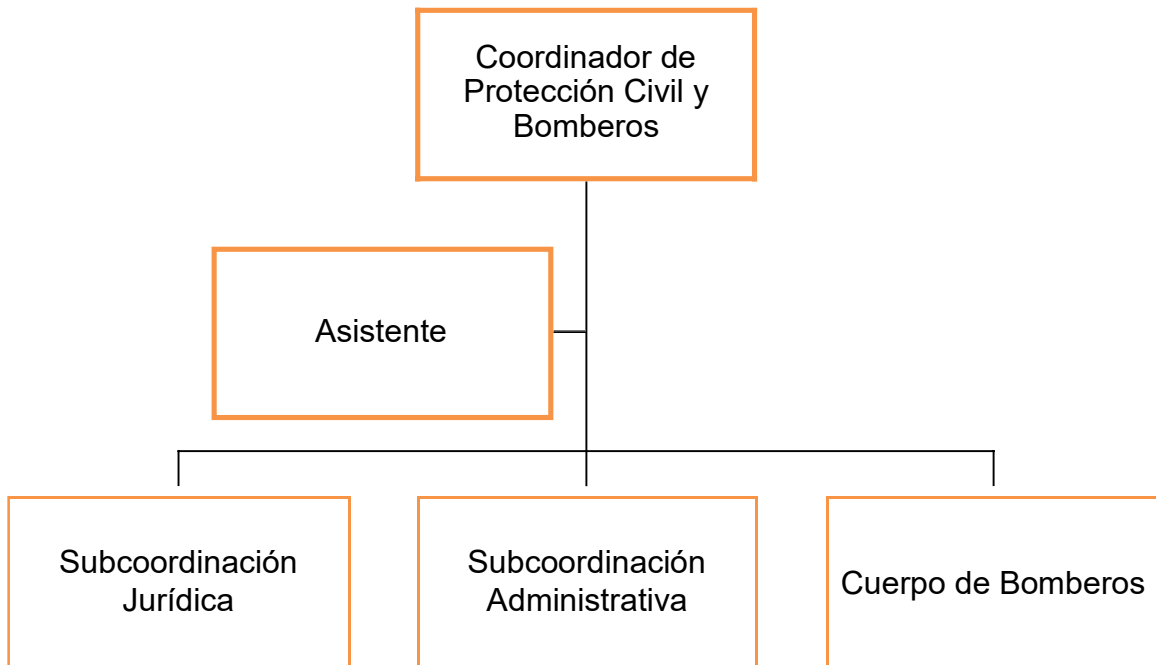 Coordinador de
Protección Civil y
Bomberos
Asistente
Subcoordinación
Jurídica
Subcoordinación
Administrativa
Cuerpo de Bomberos